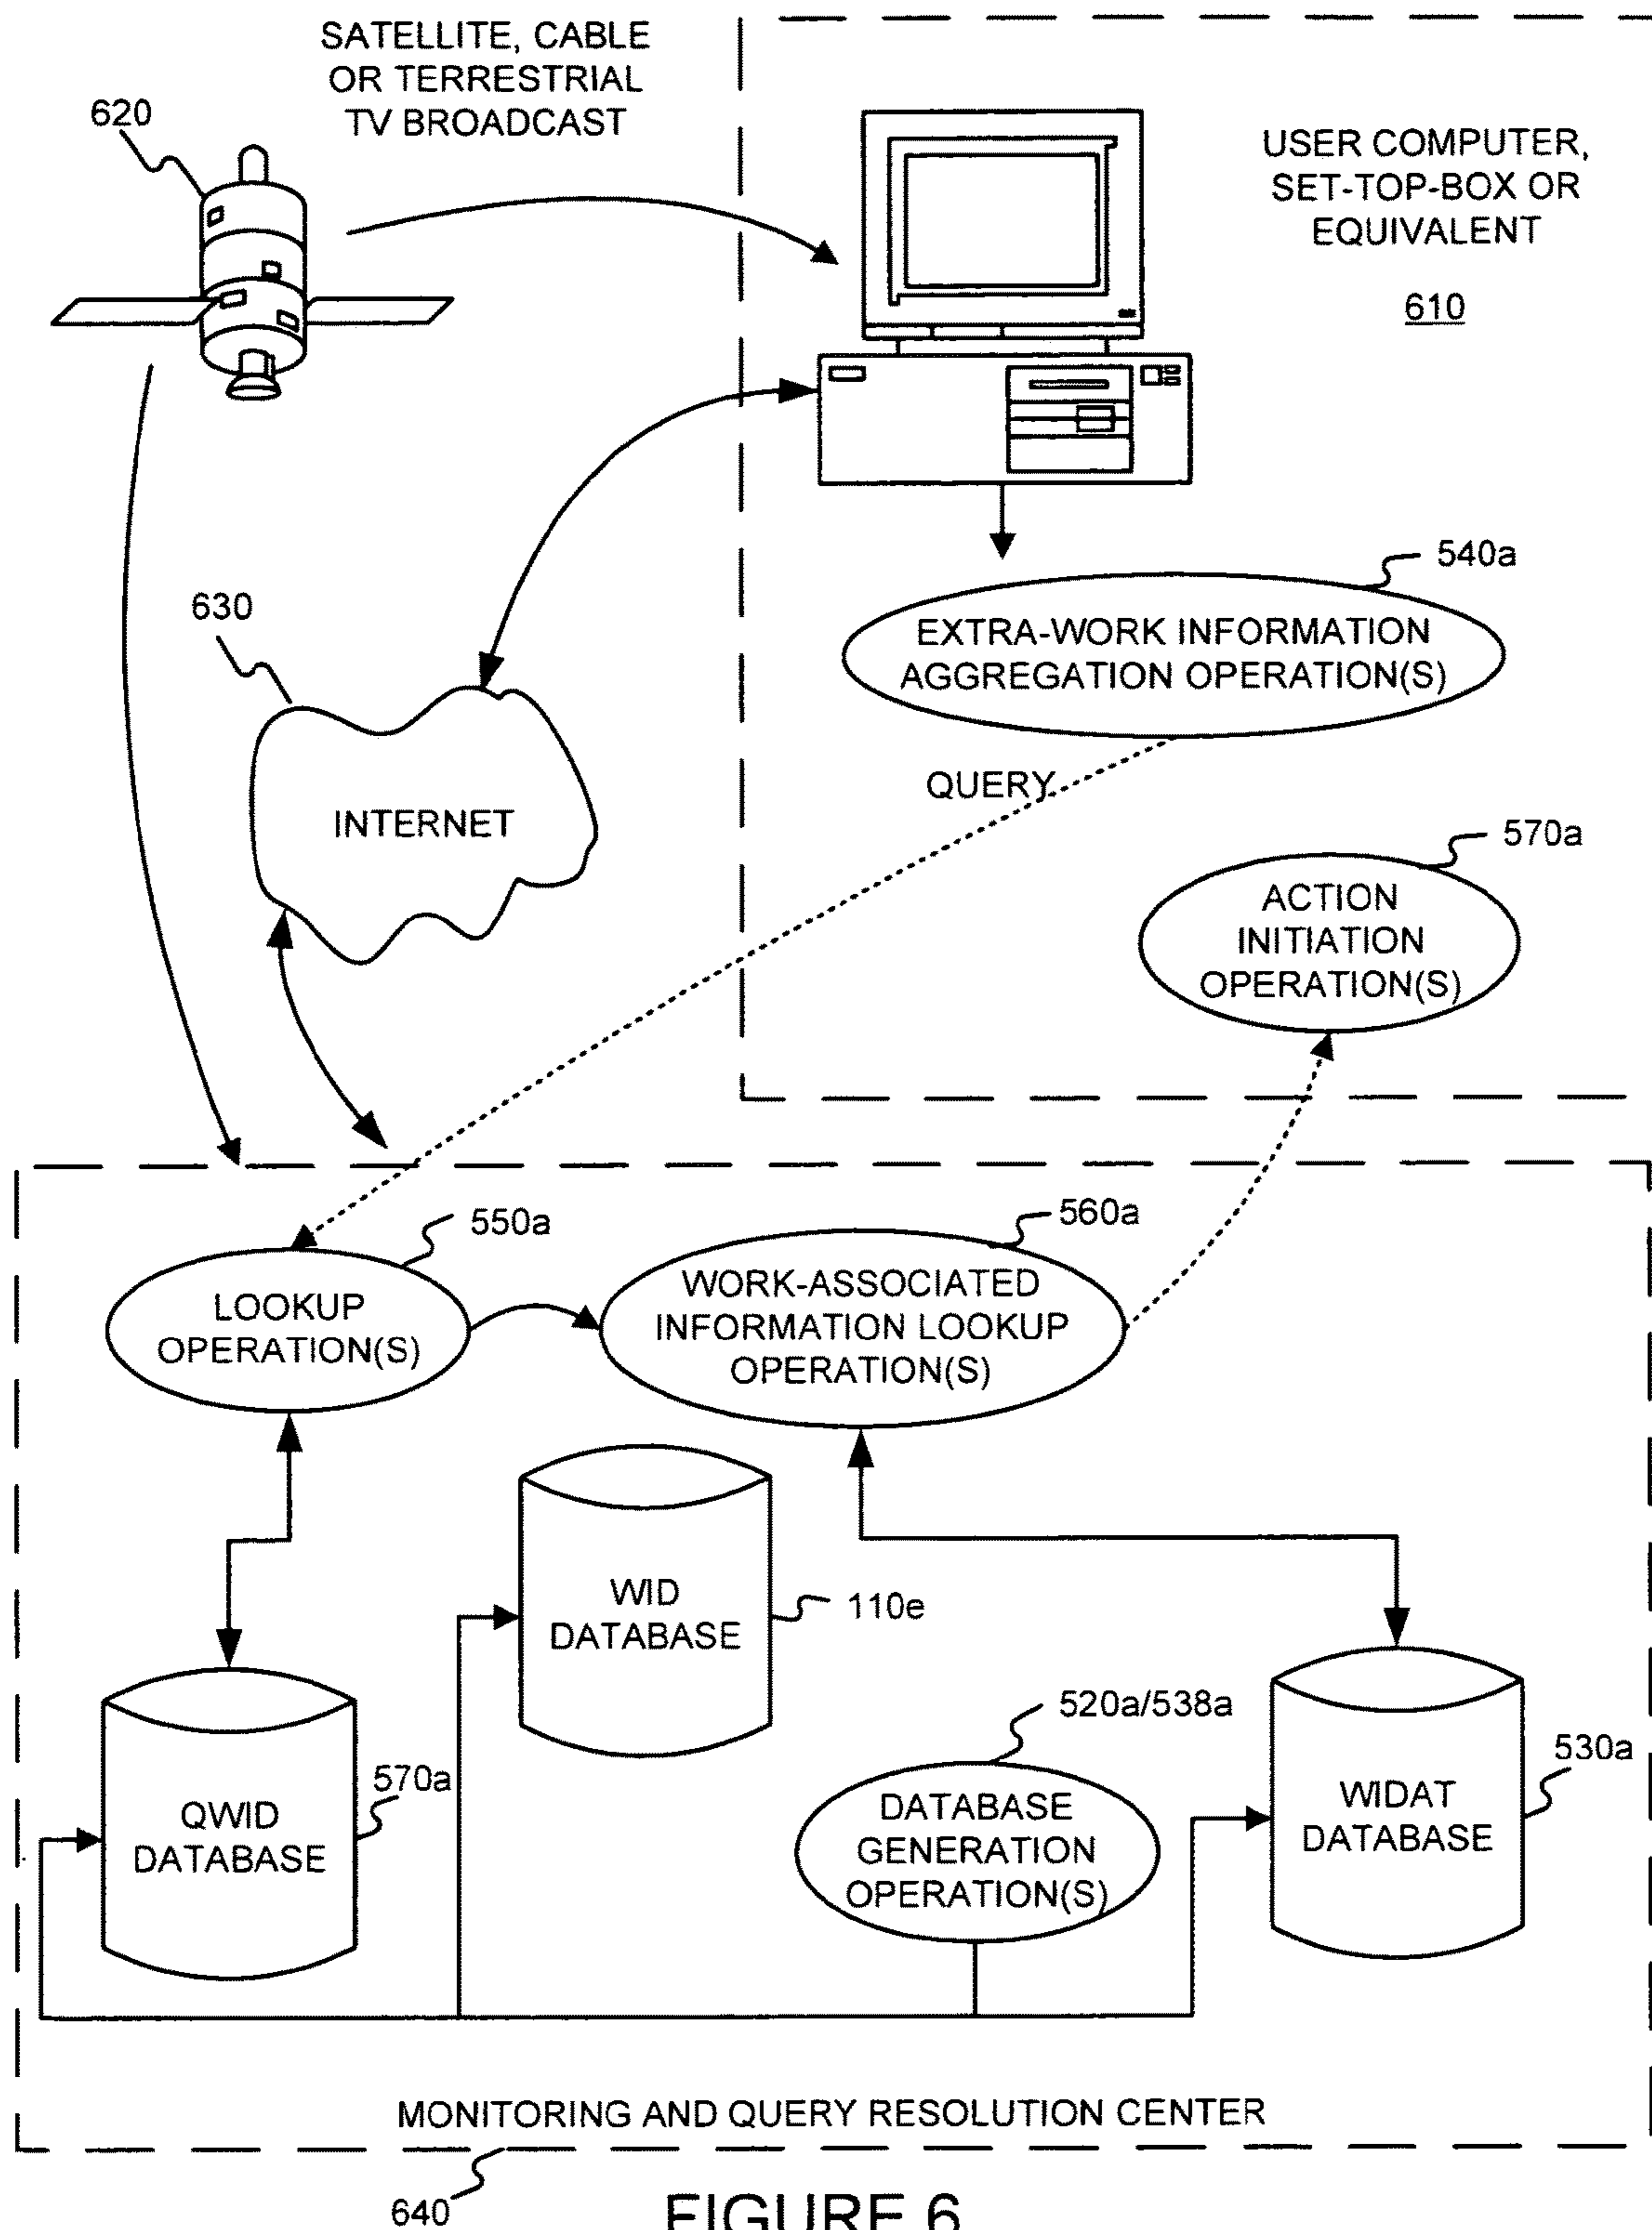 SATELLITE, CABLE
OR TERRESTRIAL
TV BROADCAST
620
USER COMPUTER,
SET-TOP-BOX OR
EQUIVALENT
610
540a
EXTRA-WORK INFORMATION
AGGREGATION OPERATION(S)
630
INTERNET
QUERY
570a
ACTION
INITIATION
OPERATION(S)
550a
LOOKUP
OPERATION(S)
560a
WORK-ASSOCIATED
INFORMATION LOOKUP
OPERATION(S)
WID
DATABASE
110e
520a/538a
DATABASE
GENERATION
OPERATION(S)
530a
WIDAT
DATABASE
570a
QWID
DATABASE
MONITORING AND QUERY RESOLUTION CENTER
640
FIGURE 6